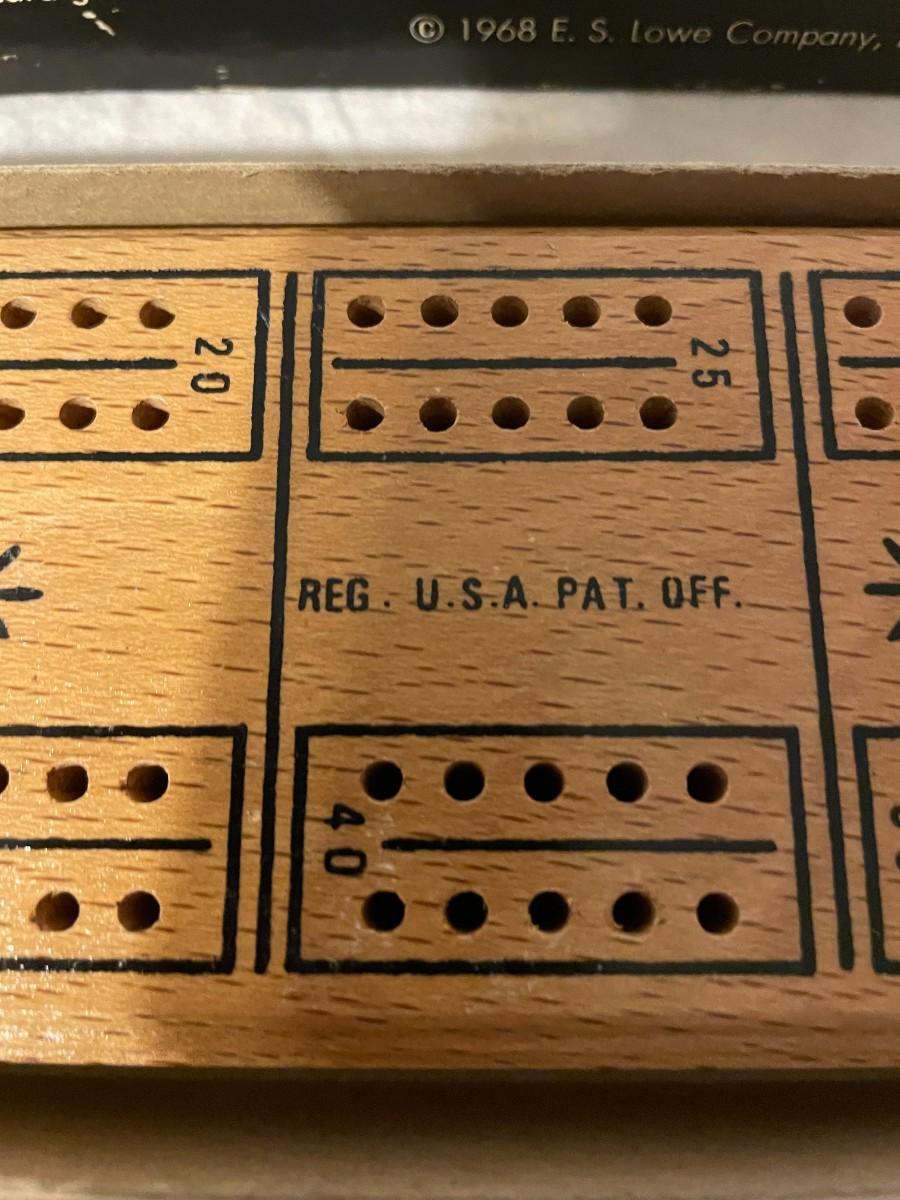 © 1968 E. S. Lowe Company,
20
25
REG. U.S.A. PAT. OFF.
40